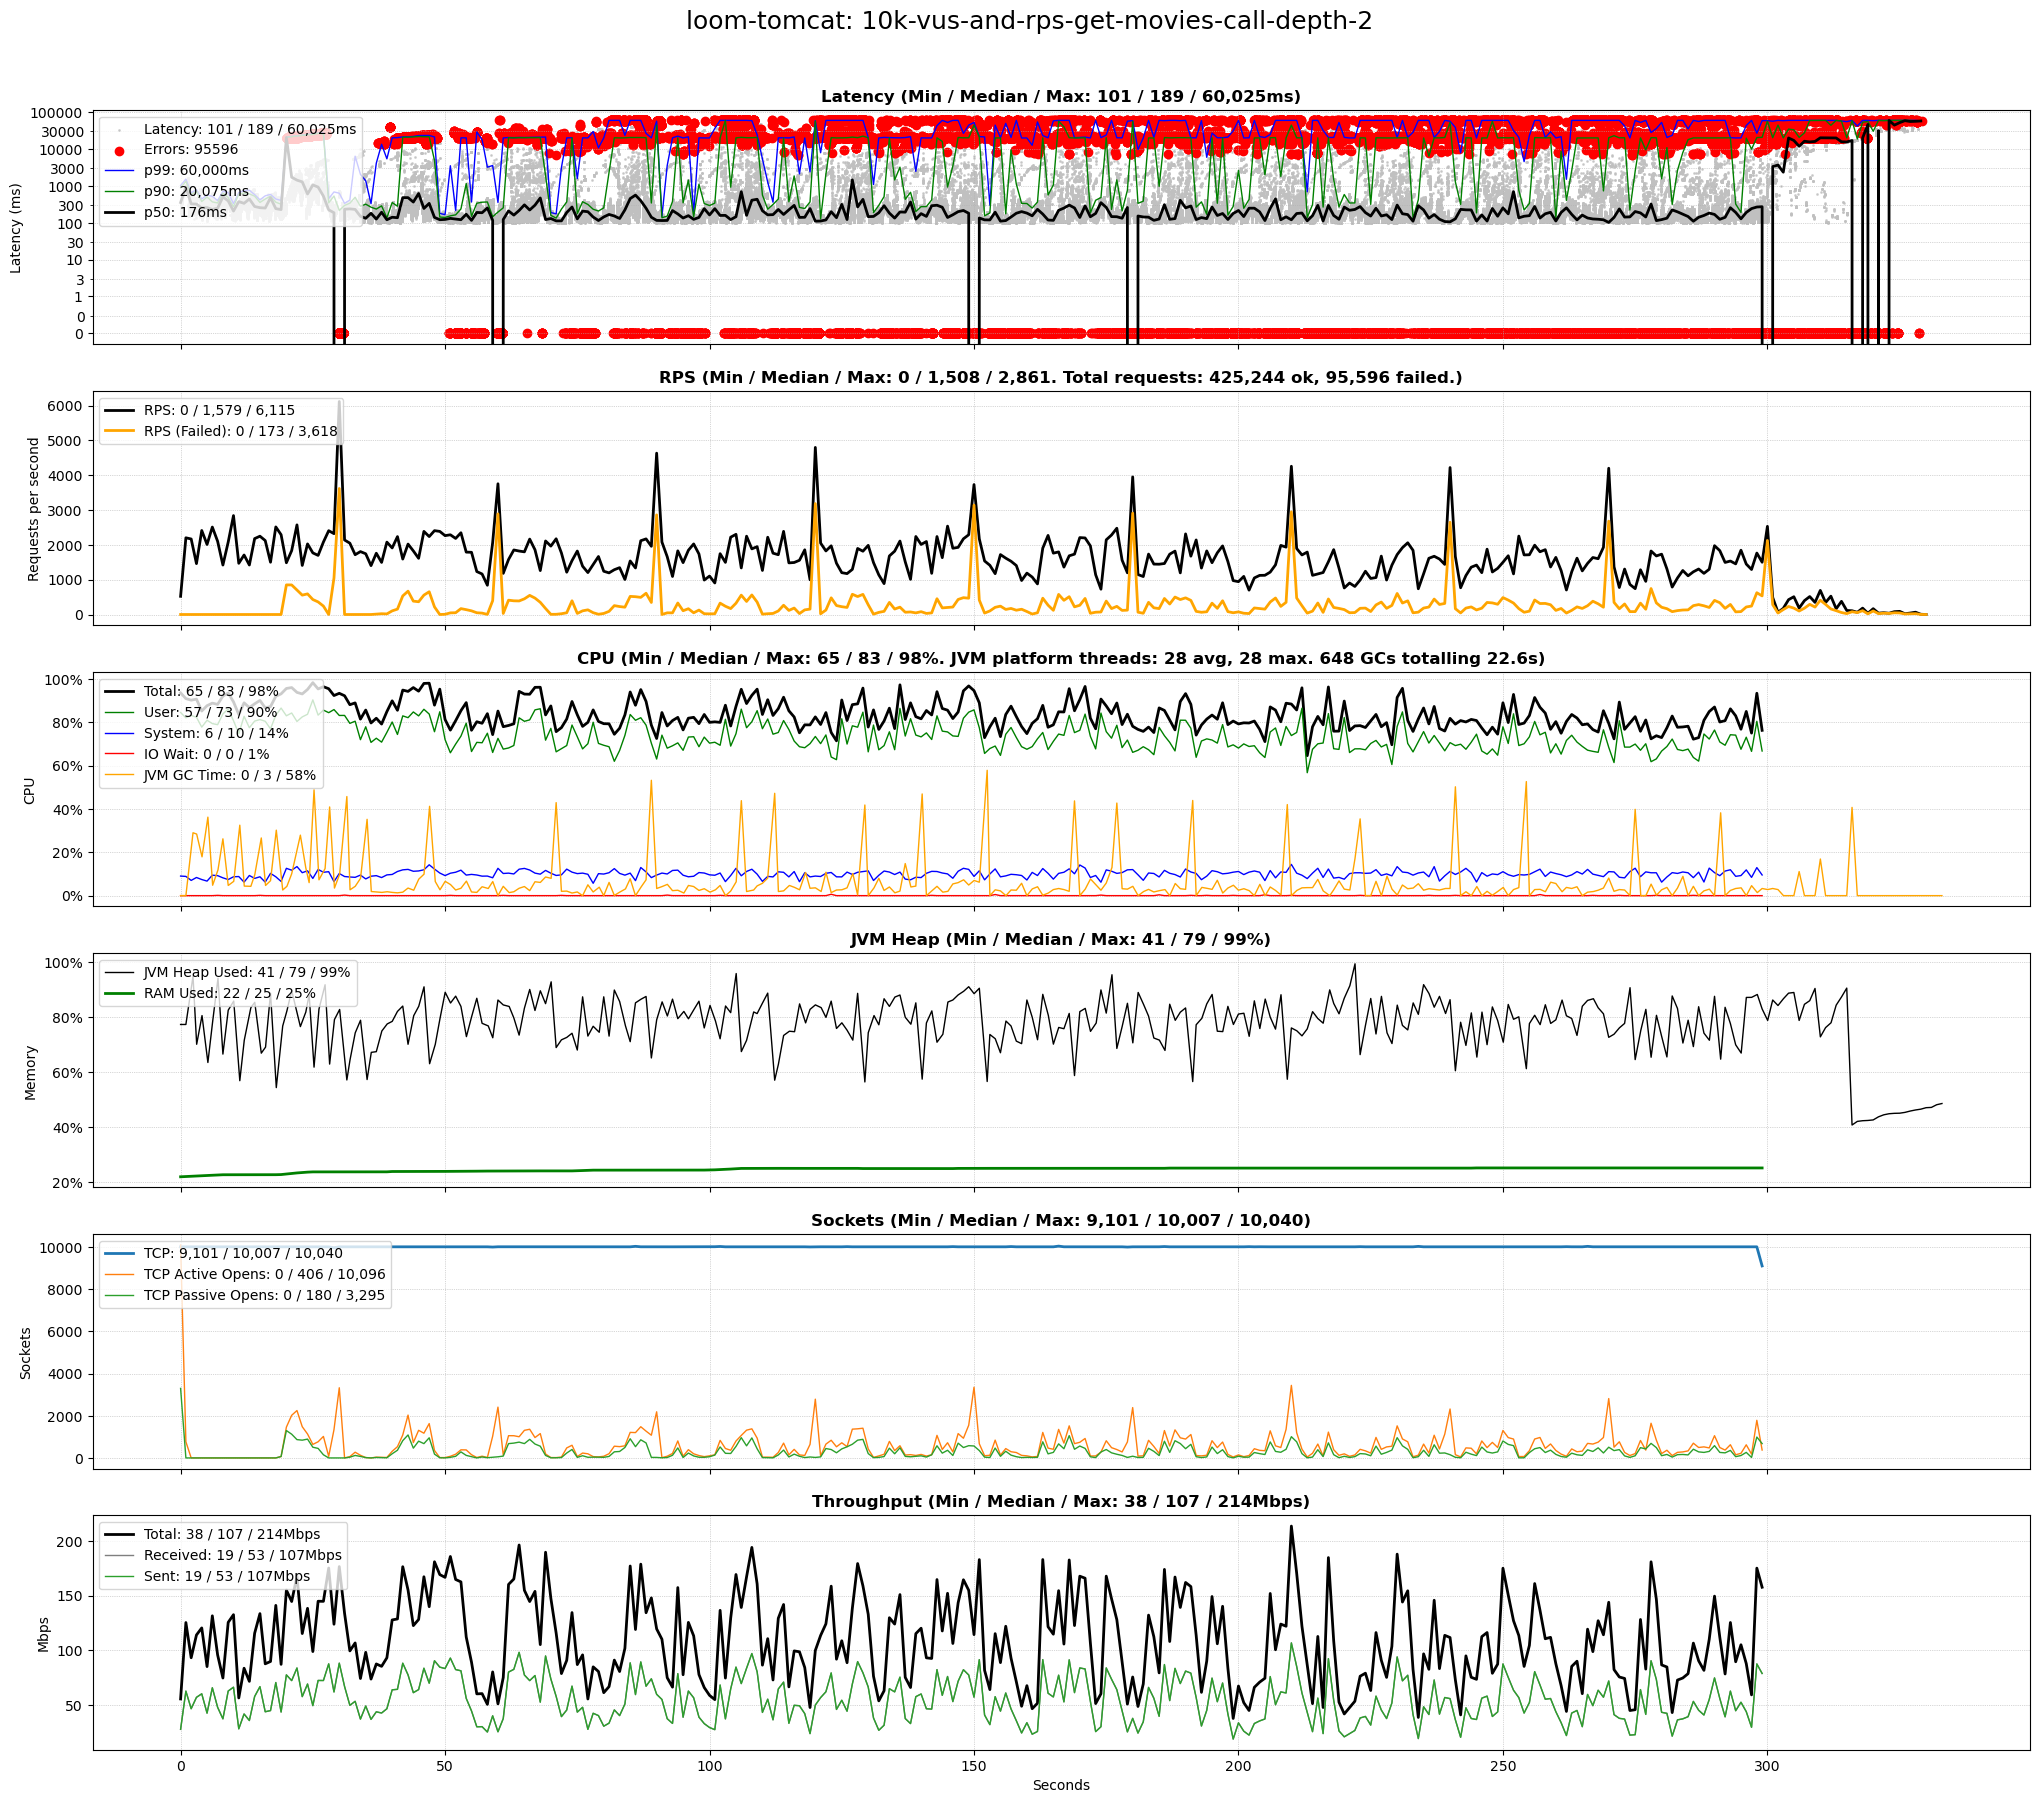 loom-tomcat: 10k-vus-and-rps-get-movies-call-depth-2
Latency (Min / Median / Max: 101 / 189 / 60,025ms)
Latency (ms)
100000
30000
10000
3000
1000
300
100
30
10
3
1
0
0
Latency: 101 / 189 / 60,025ms
Errors: 95596
p99: 60,000ms
p90: 20,075ms
p50: 176ms
RPS (Min / Median / Max: 0 / 1,508 / 2,861. Total requests: 425,244 ok, 95,596 failed.)
Requests per second
6000
5000
4000
3000
2000
1000
0
RPS: 0 / 1,579 / 6,115
RPS (Failed): 0 / 173 / 3,618
CPU (Min / Median / Max: 65 / 83 / 98%. JVM platform threads: 28 avg, 28 max. 648 GCs totalling 22.6s)
CPU
100%
80%
60%
40%
20%
0%
Total: 65 / 83 / 98%
User: 57 / 73 / 90%
System: 6 / 10 / 14%
IO Wait: 0 / 0 / 1%
JVM GC Time: 0 / 3 / 58%
JVM Heap (Min / Median / Max: 41 / 79 / 99%)
Memory
100%
80%
60%
40%
20%
JVM Heap Used: 41 / 79 / 99%
RAM Used: 22 / 25 / 25%
Sockets (Min / Median / Max: 9,101 / 10,007 / 10,040)
Sockets
10000
8000
6000
4000
2000
0
TCP: 9,101 / 10,007 / 10,040
TCP Active Opens: 0 / 406 / 10,096
TCP Passive Opens: 0 / 180 / 3,295
Throughput (Min / Median / Max: 38 / 107 / 214Mbps)
Mbps
200
150
100
50
Total: 38 / 107 / 214Mbps
Received: 19 / 53 / 107Mbps
Sent: 19 / 53 / 107Mbps
0 50 100 150 200 250 300
Seconds